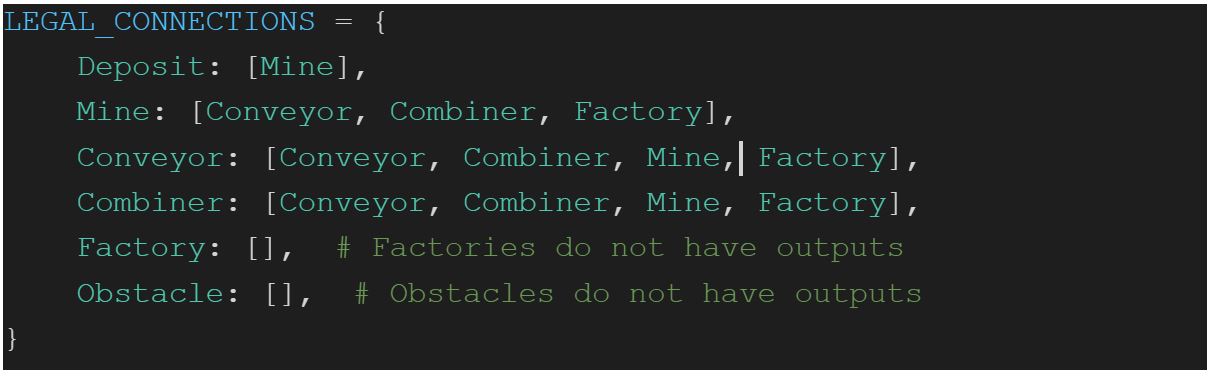 LEGAL_CONNECTIONS = {
    Deposit: [Mine],
    Mine: [Conveyor, Combiner, Factory],
    Conveyor: [Conveyor, Combiner, Mine, Factory],
    Combiner: [Conveyor, Combiner, Mine, Factory],
    Factory: [],  # Factories do not have outputs
    Obstacle: [],  # Obstacles do not have outputs
}